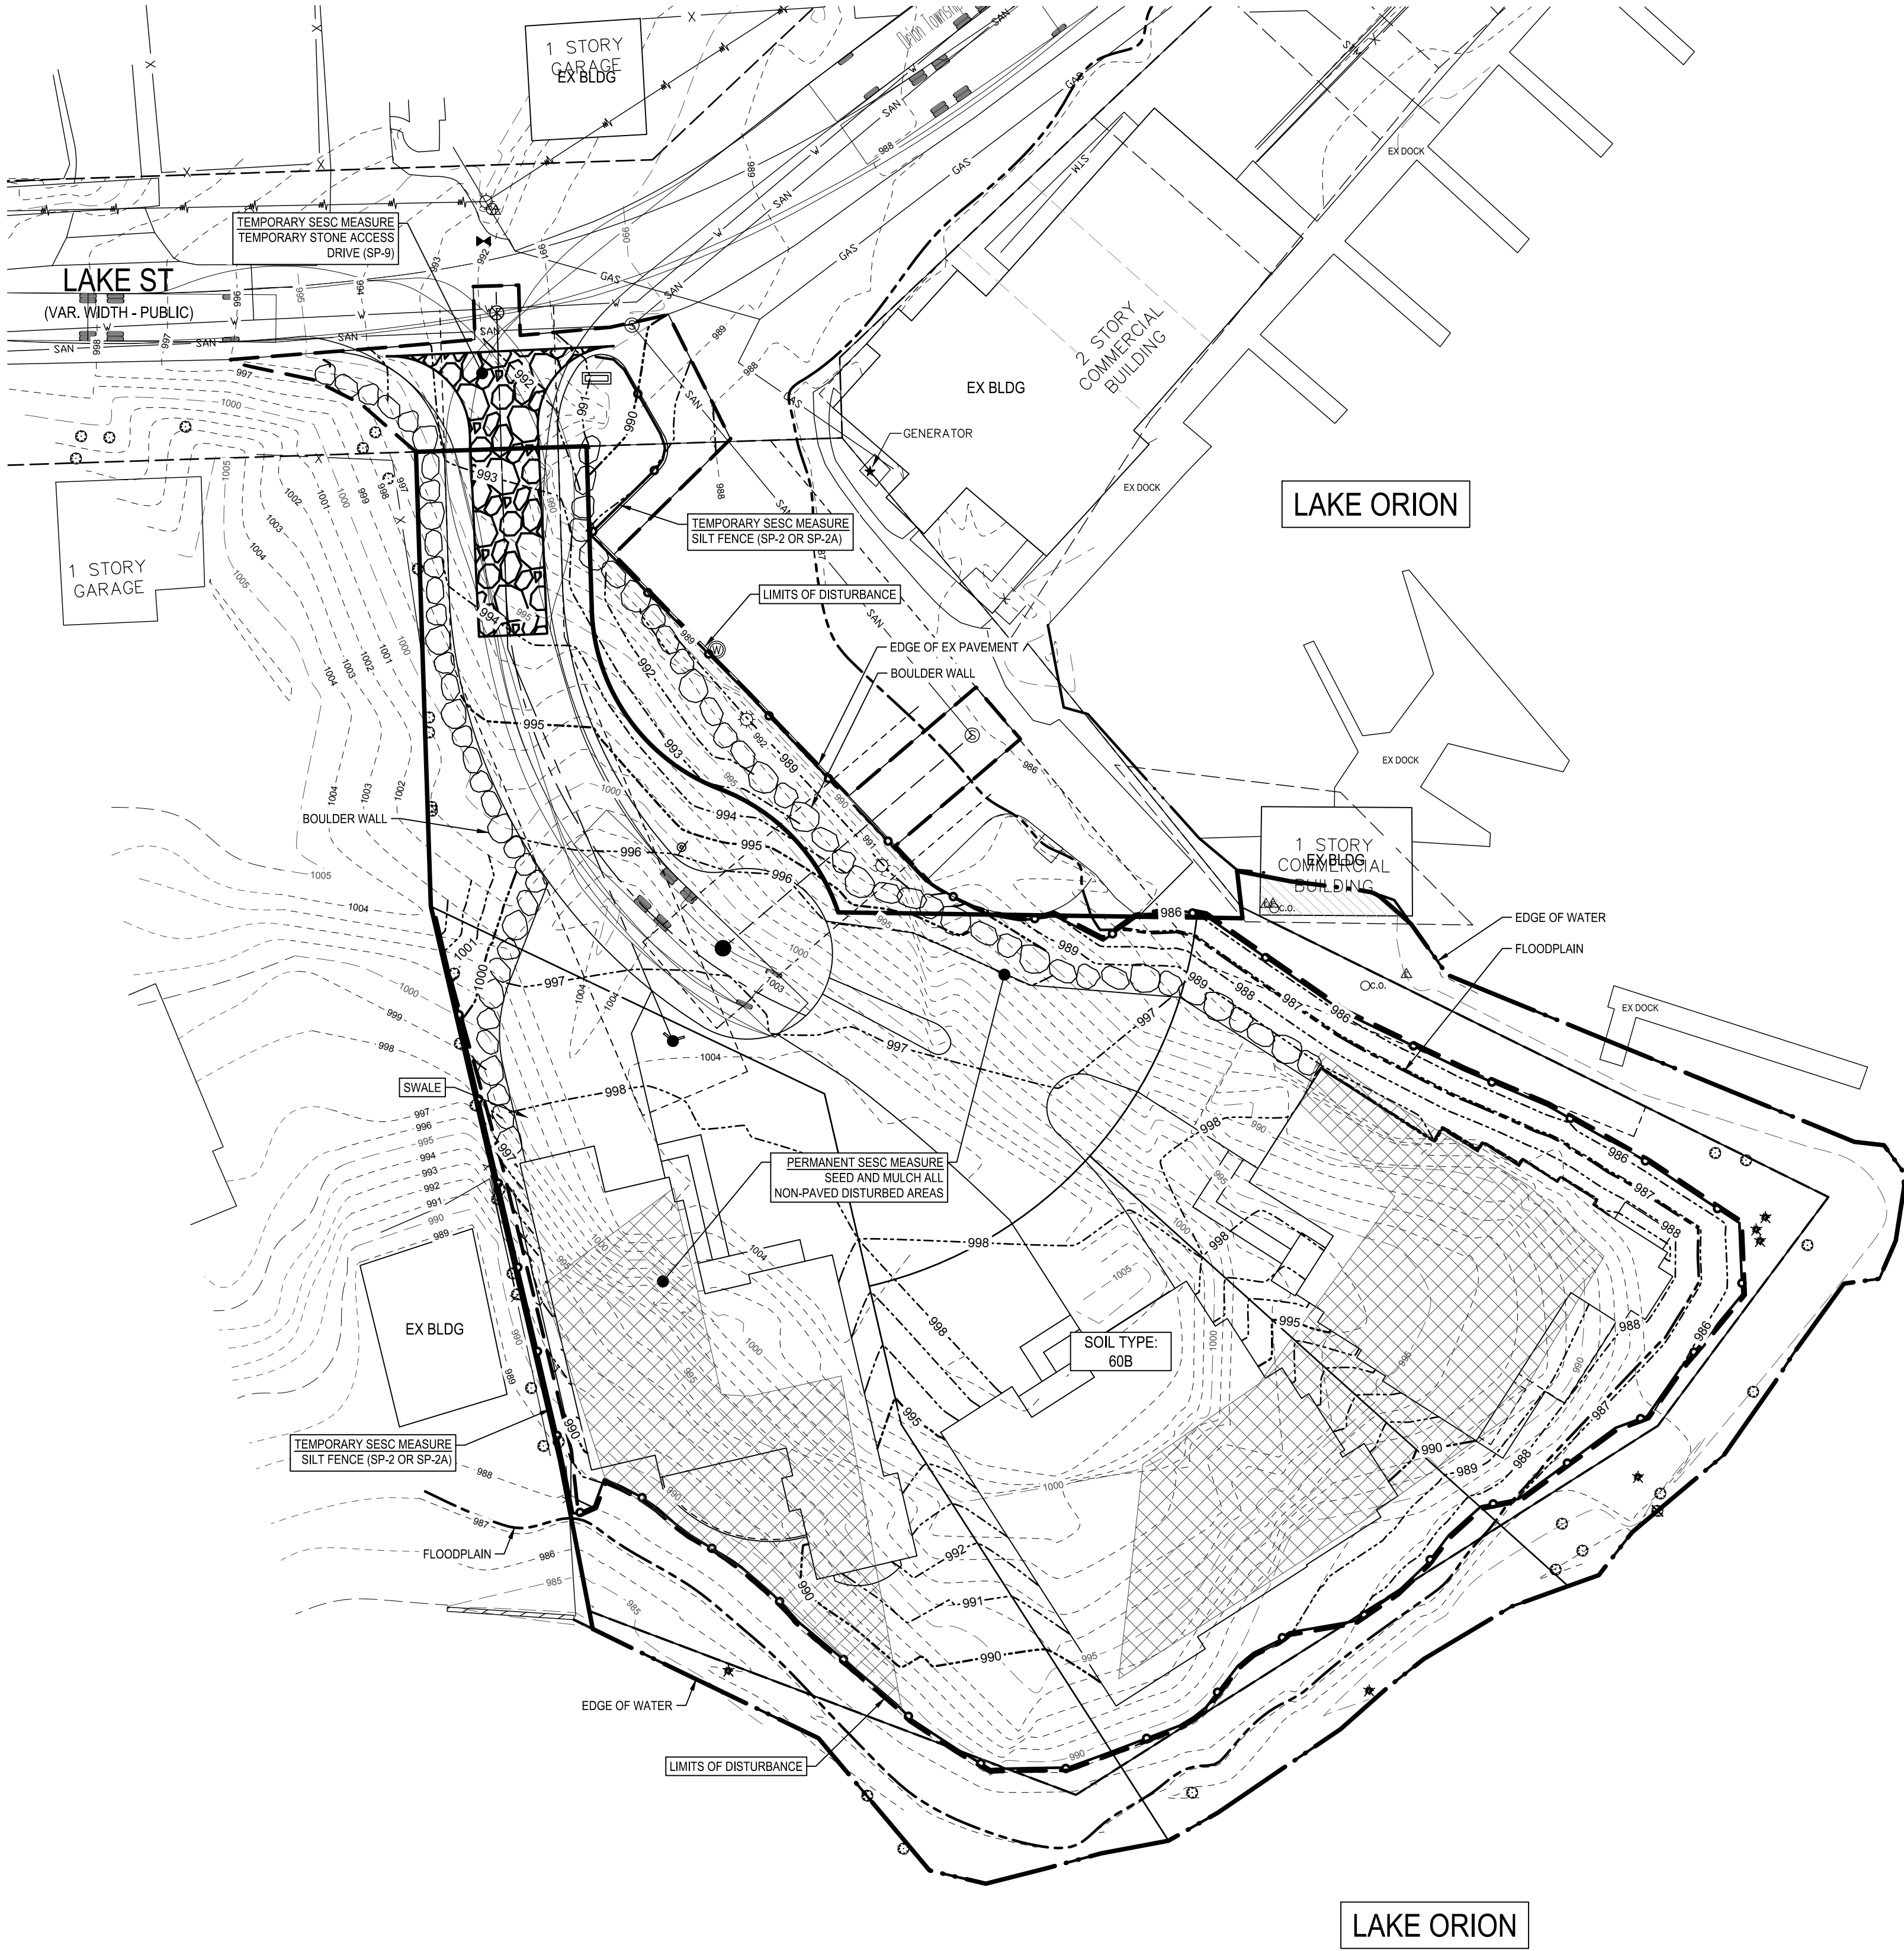 1 STORY
GARAGE
EX BLDG
Orion Township
TEMPORARY SESC MEASURE
TEMPORARY STONE ACCESS
DRIVE (SP-9)
LAKE ST
(VAR. WIDTH - PUBLIC)
EX DOCK
STM
2 STORY
COMMERCIAL
BUILDING
EX BLDG
GENERATOR
EX DOCK
LAKE ORION
TEMPORARY SESC MEASURE
SILT FENCE (SP-2 OR SP-2A)
1 STORY
GARAGE
LIMITS OF DISTURBANCE
EDGE OF EX PAVEMENT
BOULDER WALL
EX DOCK
BOULDER WALL
1 STORY
COMMERCIAL
BUILDING
EX BLDG
C.O.
EDGE OF WATER
FLOODPLAIN
C.O.
EX DOCK
SWALE
PERMANENT SESC MEASURE
SEED AND MULCH ALL
NON-PAVED DISTURBED AREAS
EX BLDG
SOIL TYPE:
60B
TEMPORARY SESC MEASURE
SILT FENCE (SP-2 OR SP-2A)
FLOODPLAIN
EDGE OF WATER
LIMITS OF DISTURBANCE
LAKE ORION